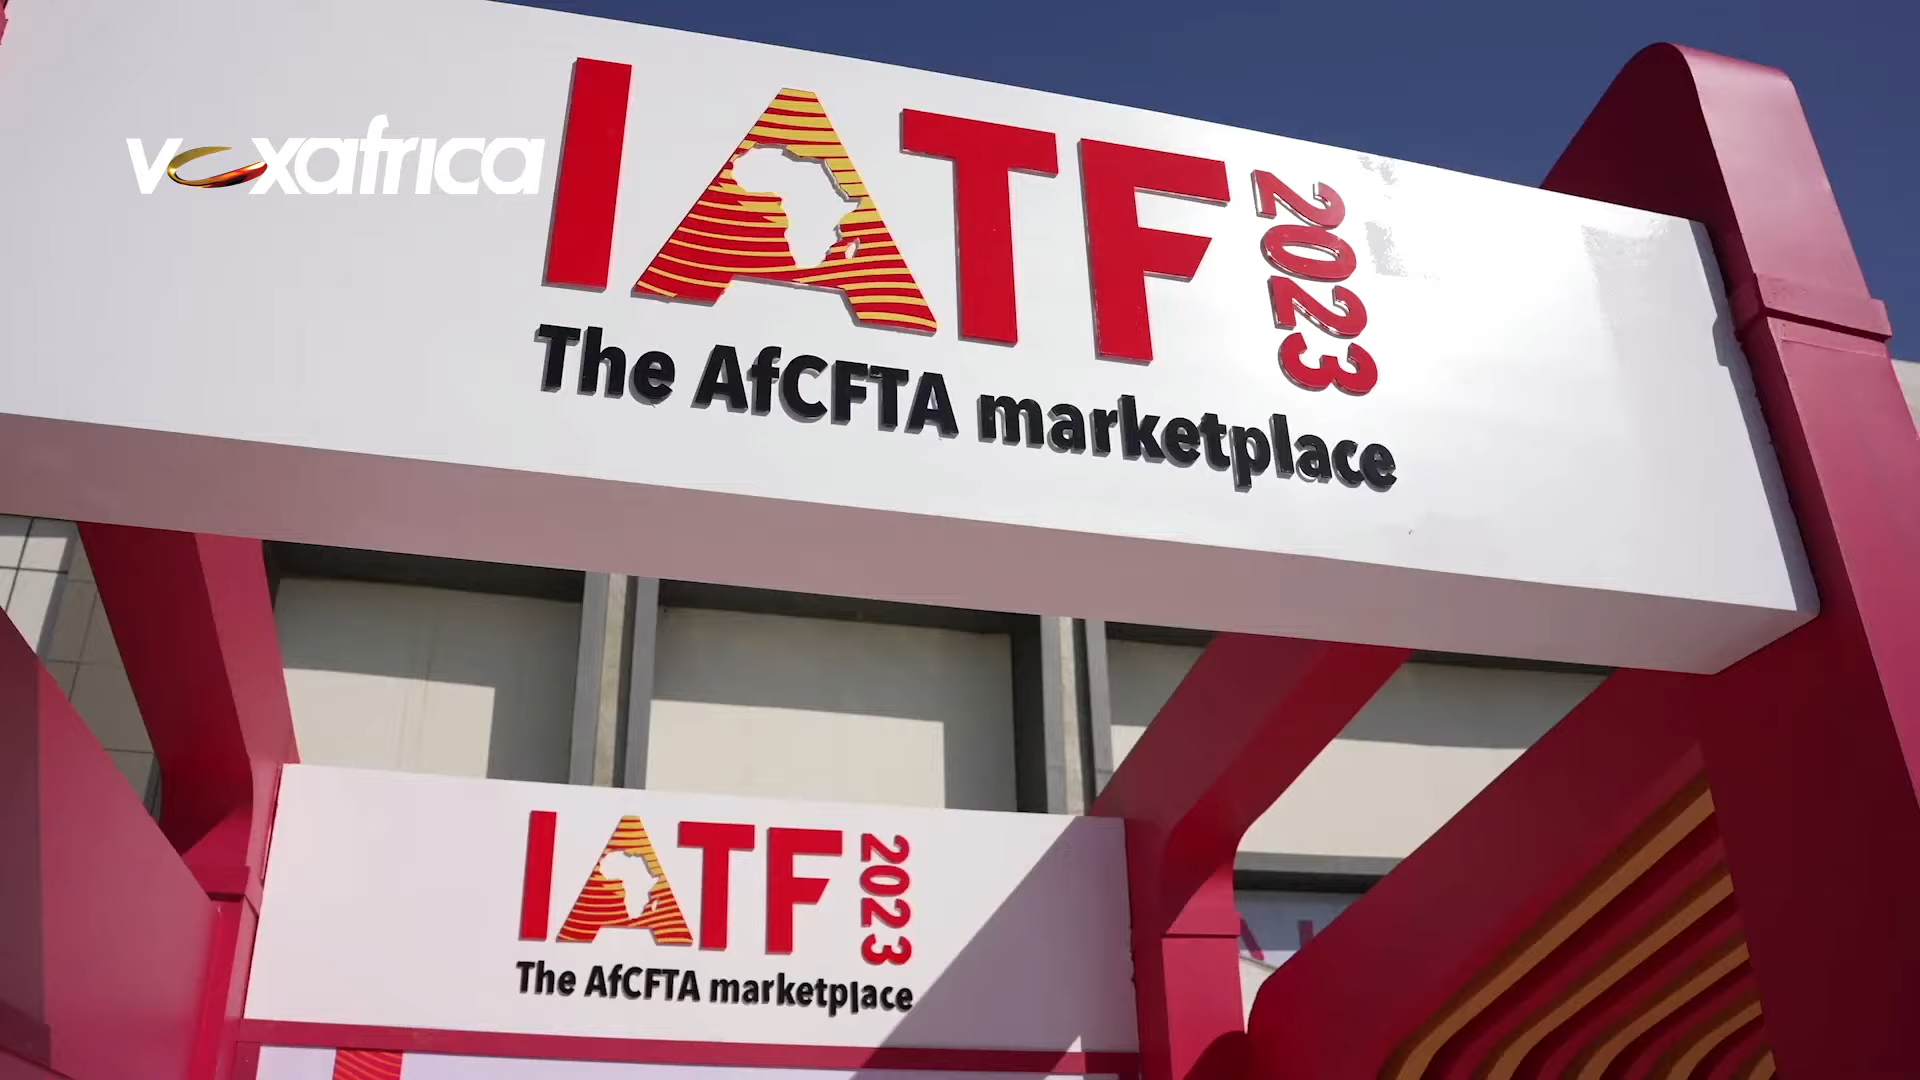 voxafrica
IATF 2023
The AfCFTA marketplace
IATF 2023
The AfCFTA marketplace